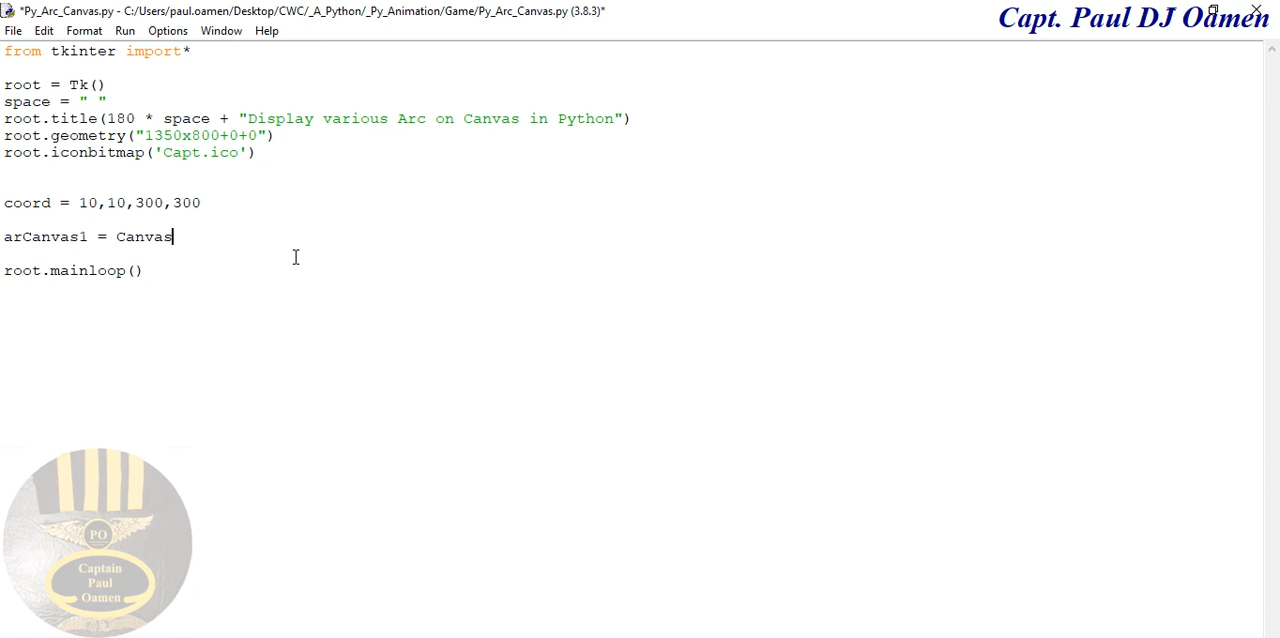 *Py_Arc_Canvas.py - C:/Users/paul.oamen/Desktop/CWC/_A_Python/_Py_Animation/Game/Py_Arc_Canvas.py (3.8.3)*
Capt. Paul DJ Oamen
File Edit Format Run Options Window Help
from tkinter import*
root = Tk()
space = " "
root.title(180 * space + "Display various Arc on Canvas in Python")
root.geometry("1350x800+0+0")
root.iconbitmap('Capt.ico')
coord = 10,10,300,300
arCanvas1 = Canvas
root.mainloop()
PO
Captain
Paul
Oamen